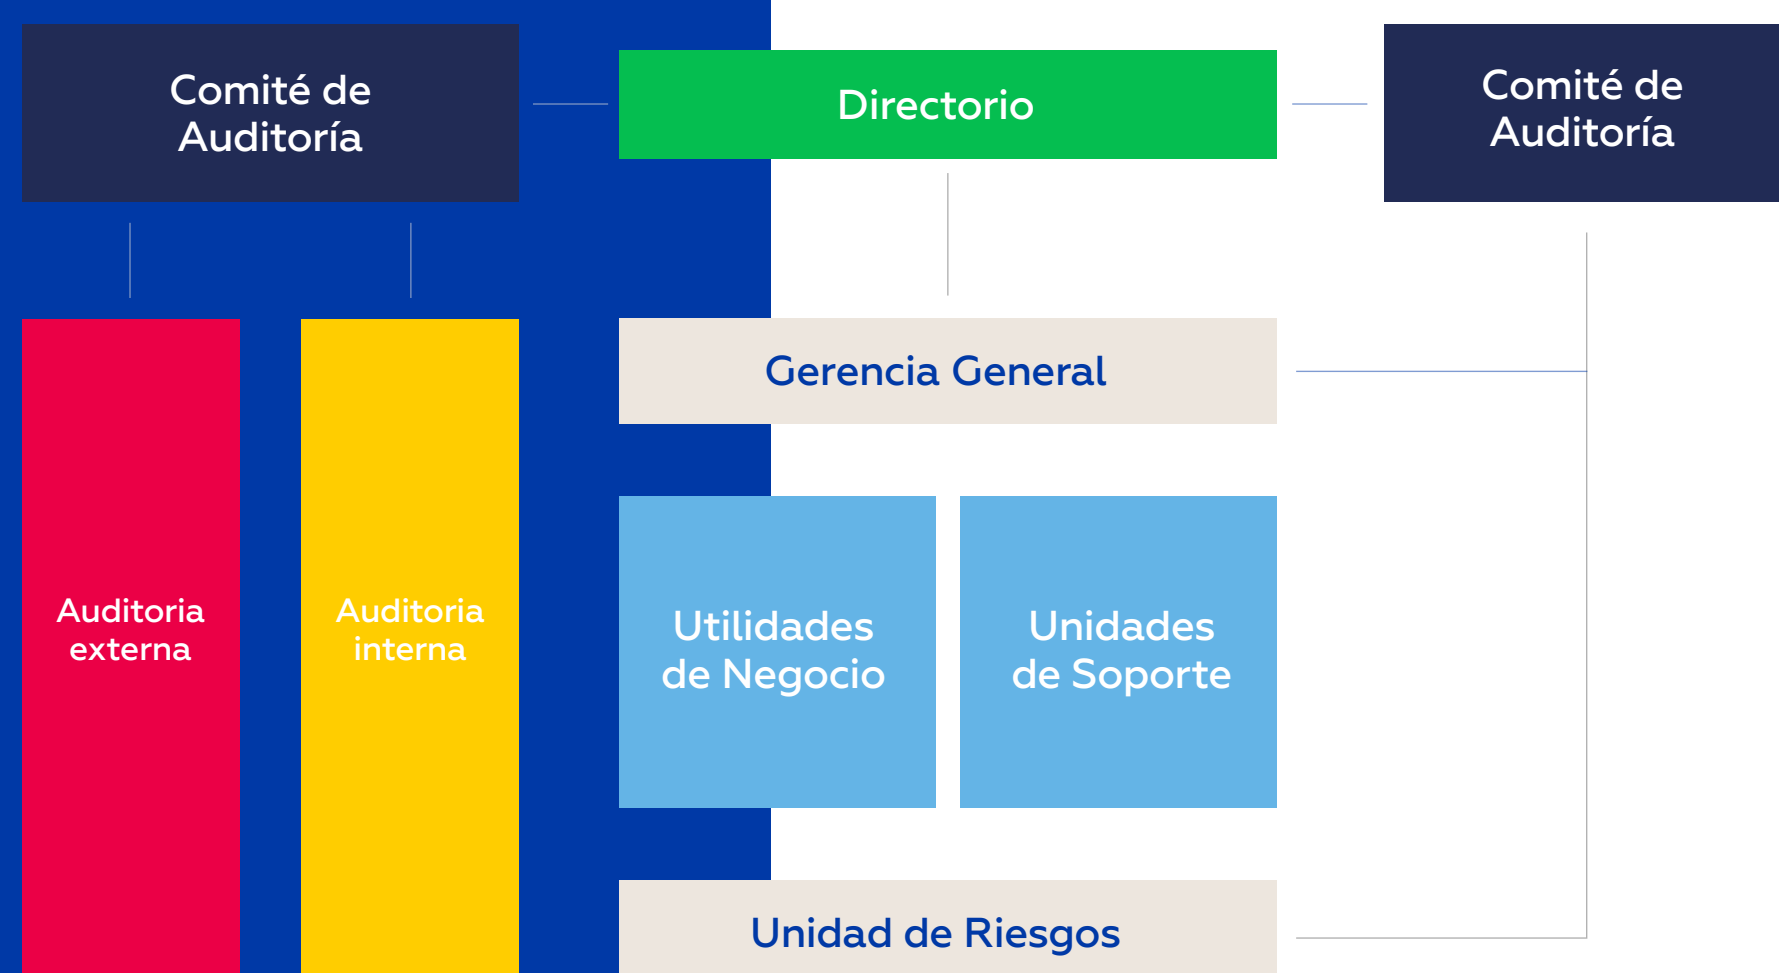 Comité de
Auditoría
Directorio
Comité de
Auditoría
Gerencia General
Auditoria
externa
Auditoria
interna
Utilidades
de Negocio
Unidades
de Soporte
Unidad de Riesgos